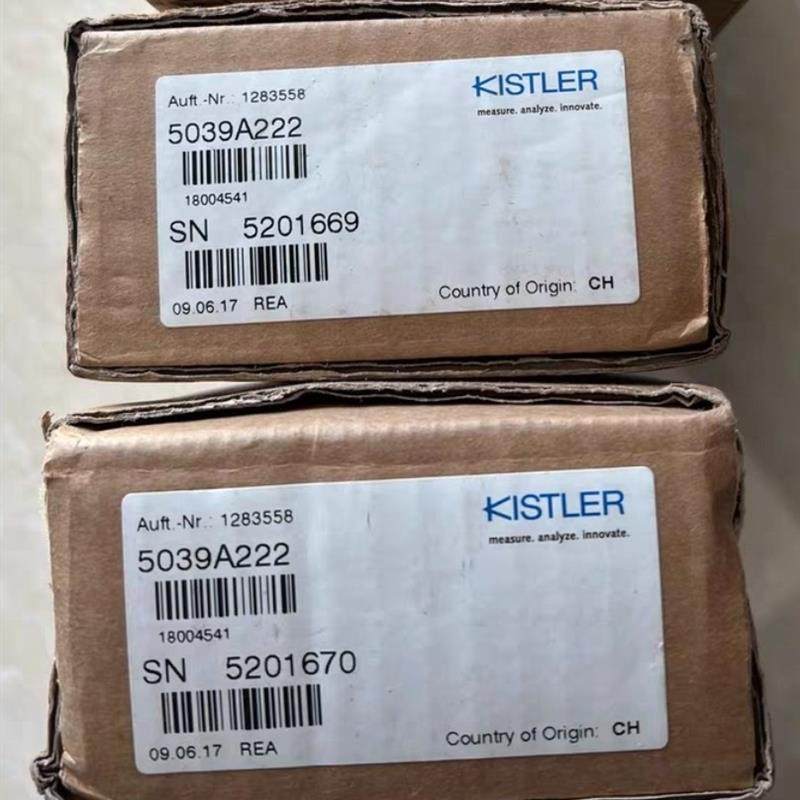 Auft.-Nr.: 1283558
KISTLER
measure. analyze. innovate.
5039A222
18004541
SN 5201669
09.06.17 REA
Country of Origin: CH
Auft.-Nr.: 1283558
KISTLER
measure. analyze. innovate.
5039A222
18004541
SN 5201670
09.06.17 REA
Country of Origin: CH